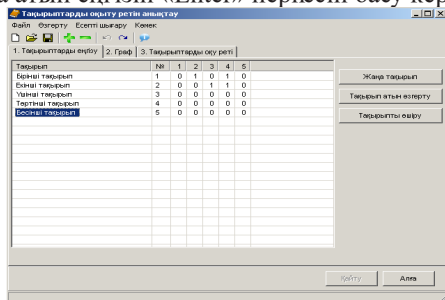 а атын енгізіп «Enter» пернесін басу кер
Тақырыптарды оқыту ретін анықтау
Файл Өзгерту Есепті шығару Көмек
1. Тақырыптарды енгізу 2. Граф 3. Тақырыптарды оқу реті
Тақырып № 1 2 3 4 5
Бірінші тақырып 1 0 1 0 1 0
Екінші тақырып 2 0 0 1 1 0
Үшінші тақырып 3 0 0 0 0 0
Төртінші тақырып 4 0 0 0 0 0
Бесінші тақырып 5 0 0 0 0 0
Жаңа тақырып
Тақырып атын өзгерту
Тақырыпты өшіру
Қайту Алға